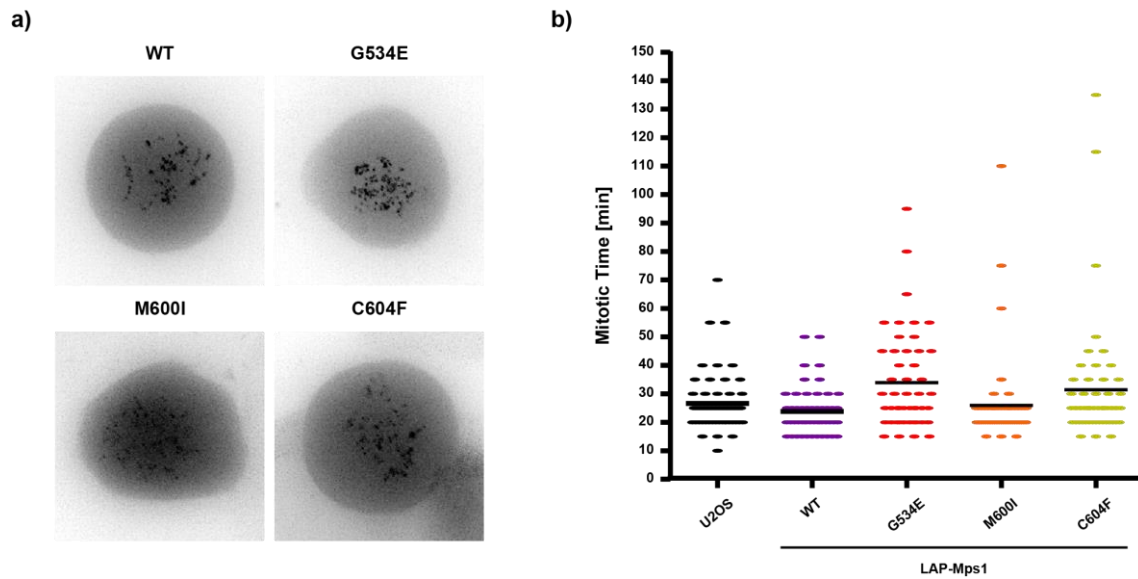 a)
WT
G534E
M600I
C604F
b)
Mitotic Time [min]
150
140
130
120
110
100
90
80
70
60
50
40
30
20
10
0
U2OS
WT
G534E
M600I
C604F
LAP-Mps1